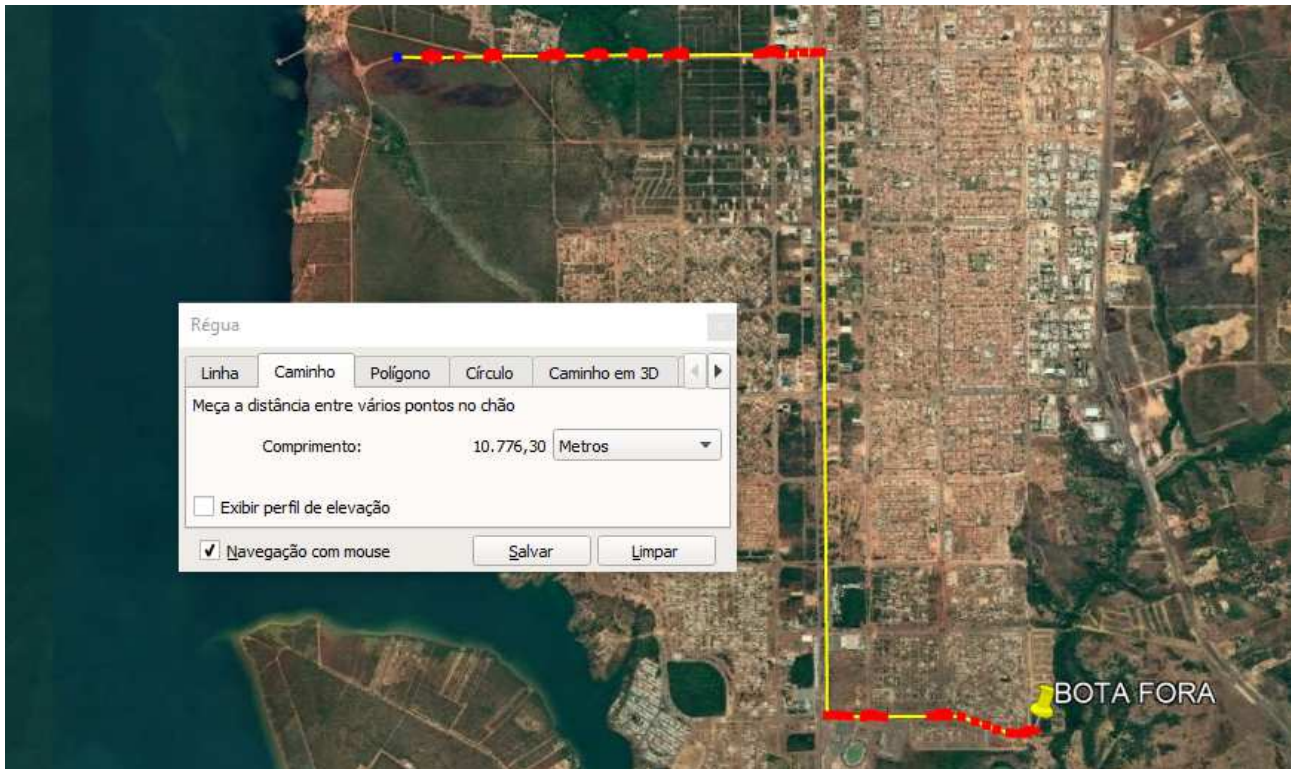 Régua
Linha Caminho Polígono Círculo Caminho em 3D
Meça a distância entre vários pontos no chão
Comprimento: 10.776,30 Metros
Exibir perfil de elevação
Navegação com mouse Salvar Limpar
BOTA FORA